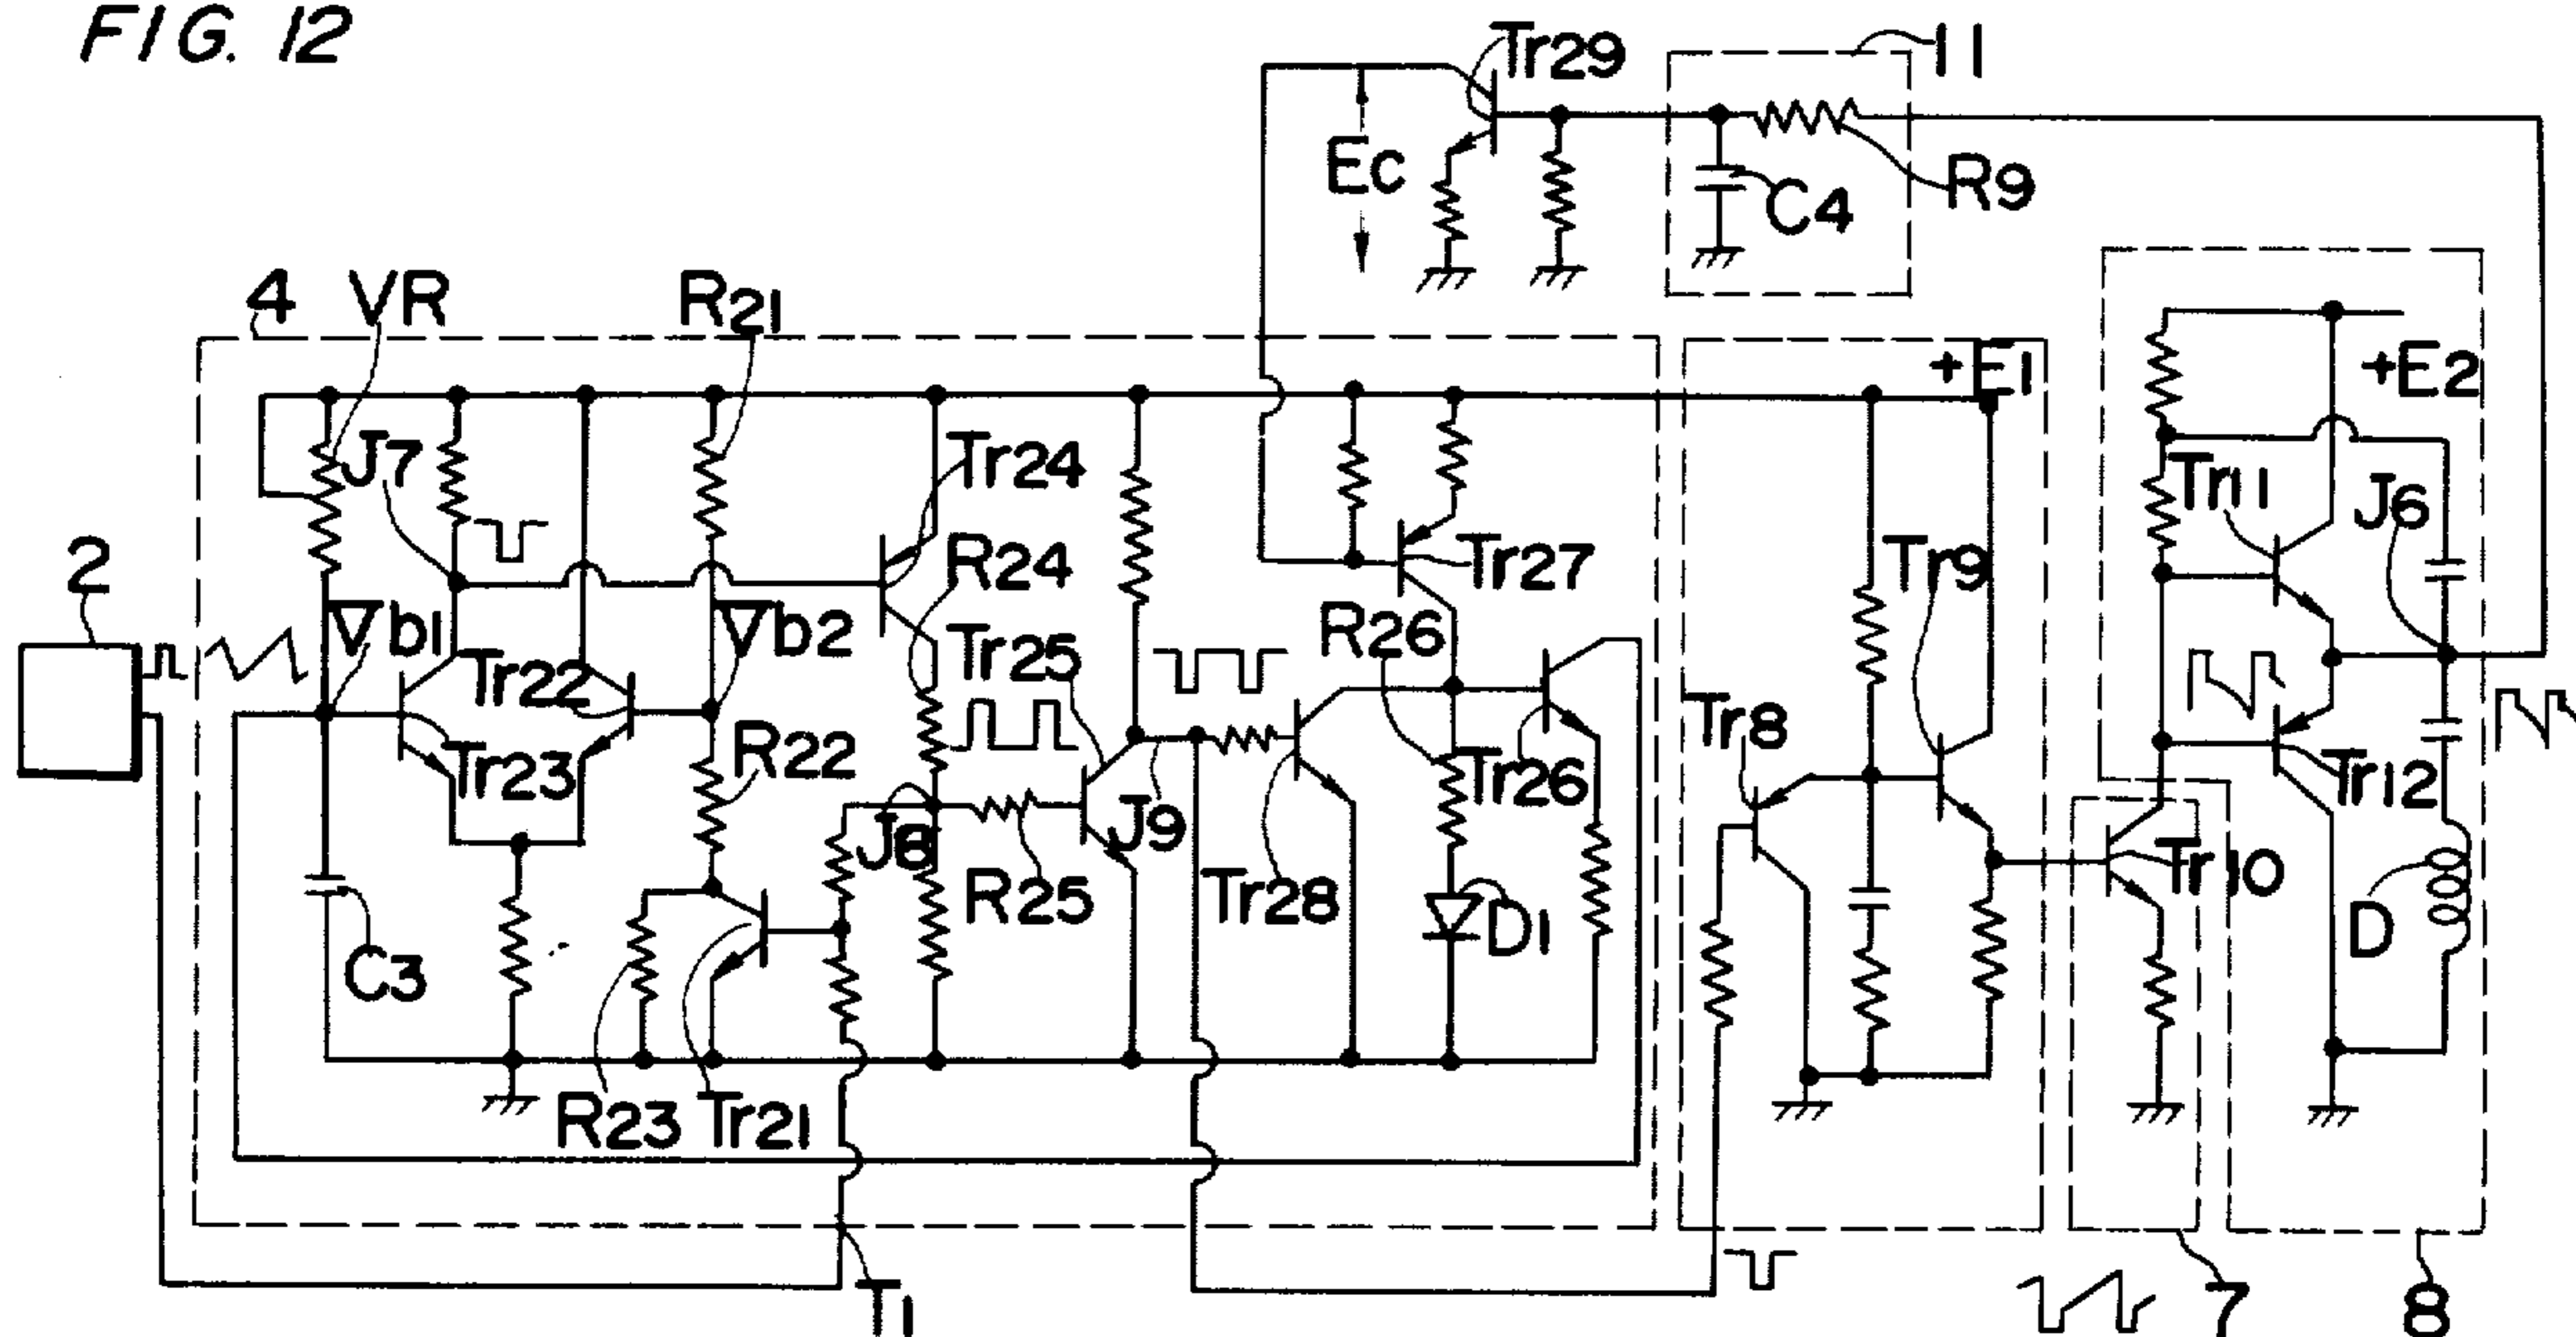 FIG. 12
Tr29
11
Ec
C4
R9
4
VR
R21
+E1
+E2
J7
Tr24
Tr11
J6
2
R24
Tr27
Tr9
Vb1
Tr22
Vb2
Tr25
R26
Tr8
Tr23
R22
J8
J9
Tr26
Tr12
C3
R25
Tr28
D1
Tr10
D
R23
Tr21
T1
7
8